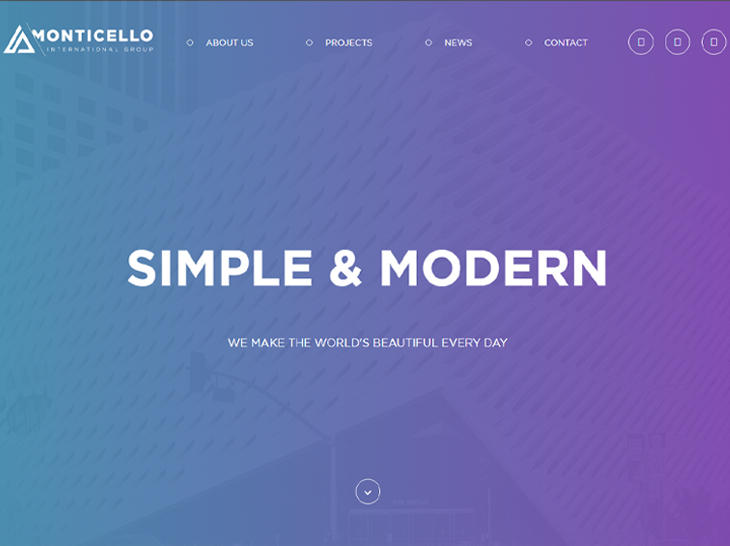 MONTICELLO
INTERNATIONAL GROUP
ABOUT US
PROJECTS
NEWS
CONTACT
SIMPLE & MODERN
WE MAKE THE WORLD'S BEAUTIFUL EVERY DAY